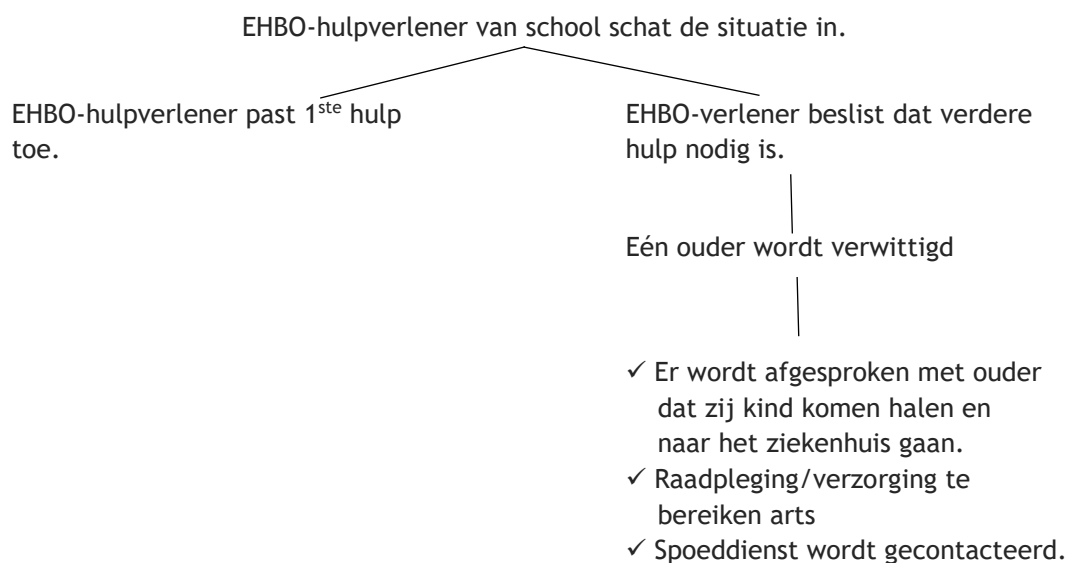 EHBO-hulpverlener van school schat de situatie in.
EHBO-hulpverlener past 1ste hulp
toe.
EHBO-verlener beslist dat verdere
hulp nodig is.
Eén ouder wordt verwittigd
✓ Er wordt afgesproken met ouder
dat zij kind komen halen en
naar het ziekenhuis gaan.
✓ Raadpleging/verzorging te
bereiken arts
✓ Spoeddienst wordt gecontacteerd.